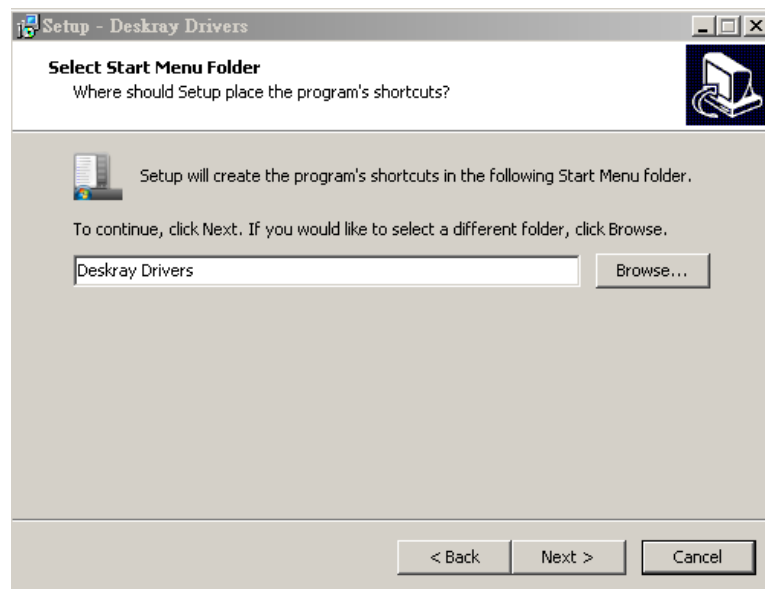 Setup - Deskray Drivers
Select Start Menu Folder
Where should Setup place the program's shortcuts?
Setup will create the program's shortcuts in the following Start Menu folder.
To continue, click Next. If you would like to select a different folder, click Browse.
Deskray Drivers
Browse...
< Back
Next >
Cancel